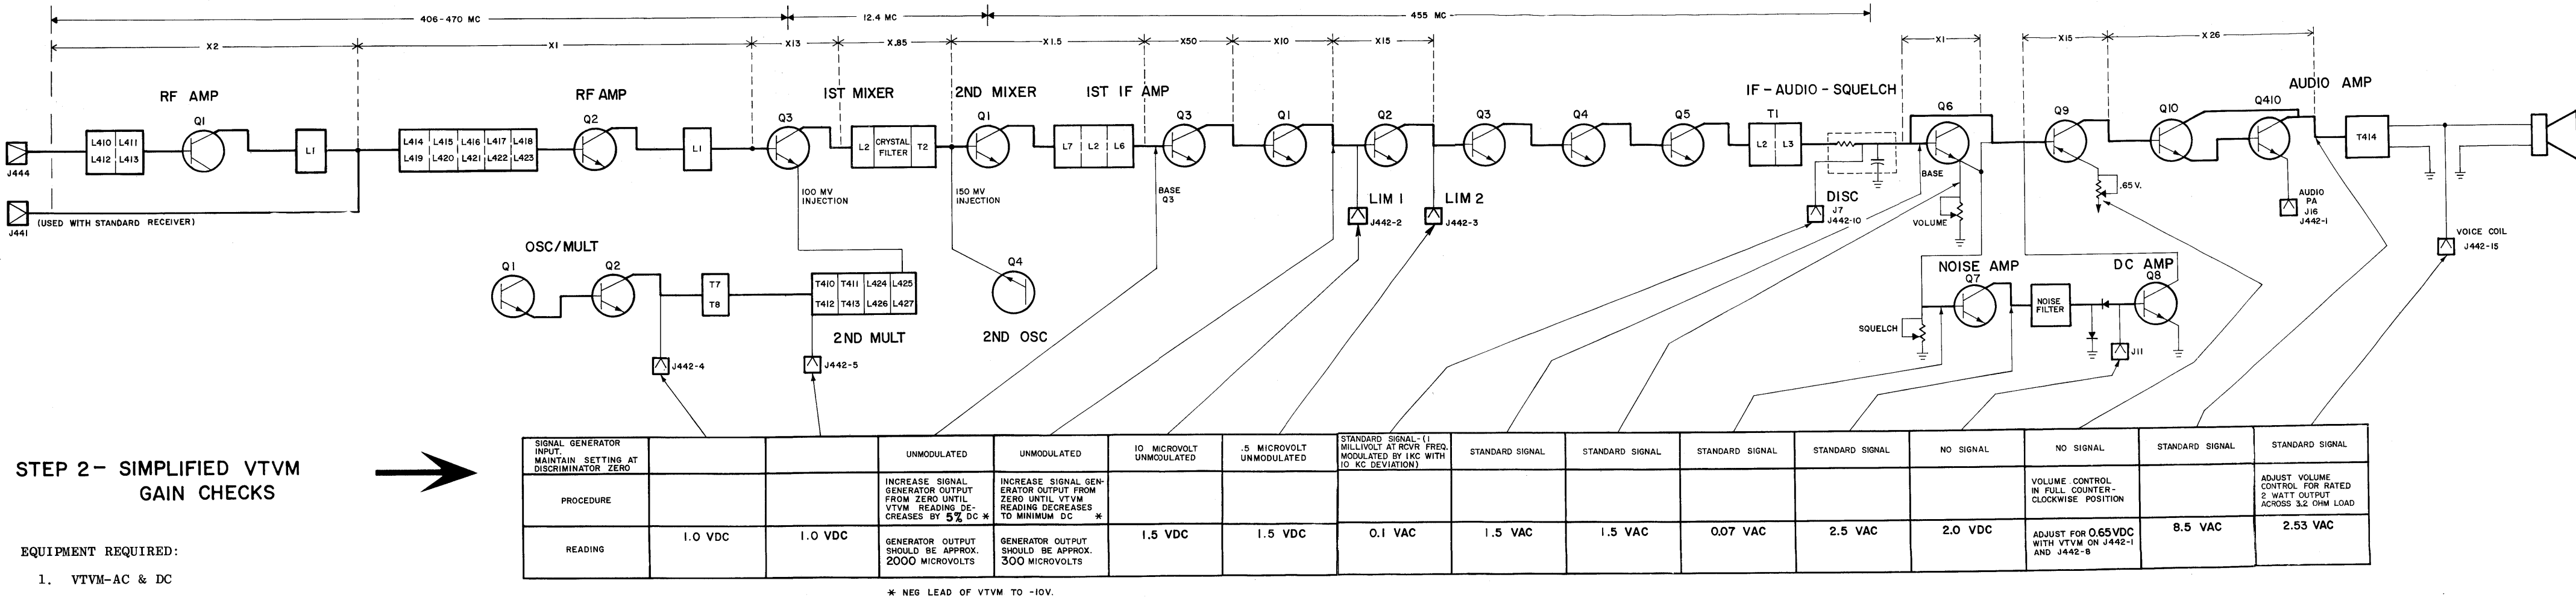 406-470 MC
12.4 MC
455 MC
X2
X1
X13
X.85
X1.5
X50
X10
X15
X1
X15
X 26
RF AMP
RF AMP
1ST MIXER
2ND MIXER
1ST IF AMP
IF-AUDIO-SQUELCH
AUDIO AMP
Q1
Q2
Q3
Q1
Q3
Q1
Q2
Q3
Q4
Q5
T1
Q6
Q9
Q10
Q410
J444
L410 L411
L412 L413
L1
L414 L415 L416 L417 L418
L419 L420 L421 L422 L423
L1
L2 CRYSTAL FILTER T2
L7 L2 L6
L2 L3
T414
J441
(USED WITH STANDARD RECEIVER)
100 MV
INJECTION
150 MV
INJECTION
BASE
Q3
LIM 1
J442-2
LIM 2
J442-3
DISC
J7
J442-10
BASE
VOLUME
.65 V.
AUDIO
PA
J16
J442-1
VOICE COIL
J442-15
OSC/MULT
Q1
Q2
T7
T8
T410 T411 L424 L425
T412 T413 L426 L427
2ND MULT
Q4
2ND OSC
J442-4
J442-5
NOISE AMP
Q7
NOISE
FILTER
DC AMP
Q8
SQUELCH
J11
STEP 2- SIMPLIFIED VTVM
GAIN CHECKS
SIGNAL GENERATOR
INPUT.
MAINTAIN SETTING AT
DISCRIMINATOR ZERO
UNMODULATED
UNMODULATED
10 MICROVOLT
UNMODULATED
.5 MICROVOLT
UNMODULATED
STANDARD SIGNAL-(1
MILLIVOLT AT RCVR FREQ.
MODULATED BY 1KC WITH
10 KC DEVIATION)
STANDARD SIGNAL
STANDARD SIGNAL
STANDARD SIGNAL
STANDARD SIGNAL
NO SIGNAL
NO SIGNAL
STANDARD SIGNAL
STANDARD SIGNAL
PROCEDURE
INCREASE SIGNAL
GENERATOR OUTPUT
FROM ZERO UNTIL
VTVM READING DE-
CREASES BY 5% DC *
INCREASE SIGNAL GEN-
ERATOR OUTPUT FROM
ZERO UNTIL VTVM
READING DECREASES
TO MINIMUM DC *
VOLUME CONTROL
IN FULL COUNTER-
CLOCKWISE POSITION
ADJUST VOLUME
CONTROL FOR RATED
2 WATT OUTPUT
ACROSS 3.2 OHM LOAD
READING
1.0 VDC
1.0 VDC
GENERATOR OUTPUT
SHOULD BE APPROX.
2000 MICROVOLTS
GENERATOR OUTPUT
SHOULD BE APPROX.
300 MICROVOLTS
1.5 VDC
1.5 VDC
0.1 VAC
1.5 VAC
1.5 VAC
0.07 VAC
2.5 VAC
2.0 VDC
ADJUST FOR 0.65VDC
WITH VTVM ON J442-1
AND J442-8
8.5 VAC
2.53 VAC
* NEG LEAD OF VTVM TO -10V.
EQUIPMENT REQUIRED:
1. VTVM-AC & DC